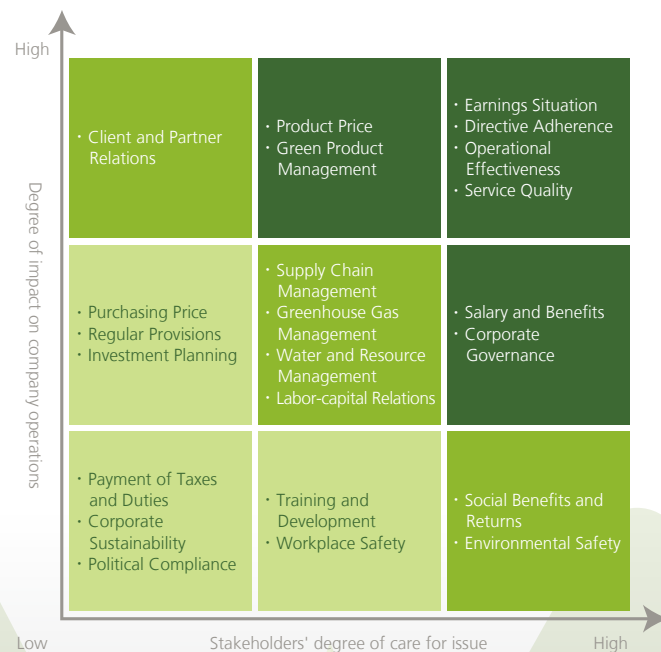 High
· Client and Partner
Relations
· Product Price
· Green Product
Management
· Earnings Situation
· Directive Adherence
· Operational
Effectiveness
· Service Quality
Degree of impact on company operations
· Purchasing Price
· Regular Provisions
· Investment Planning
· Supply Chain
Management
· Greenhouse Gas
Management
· Water and Resource
Management
· Labor-capital Relations
· Salary and Benefits
· Corporate
Governance
· Payment of Taxes
and Duties
· Corporate
Sustainability
· Political Compliance
· Training and
Development
· Workplace Safety
· Social Benefits and
Returns
· Environmental Safety
Low
Stakeholders' degree of care for issue
High